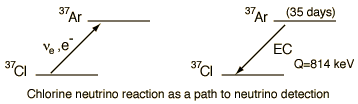 ³⁷Ar
νₑ,e⁻
³⁷Cl
³⁷Ar (35 days)
EC
³⁷Cl Q=814 keV
Chlorine neutrino reaction as a path to neutrino detection